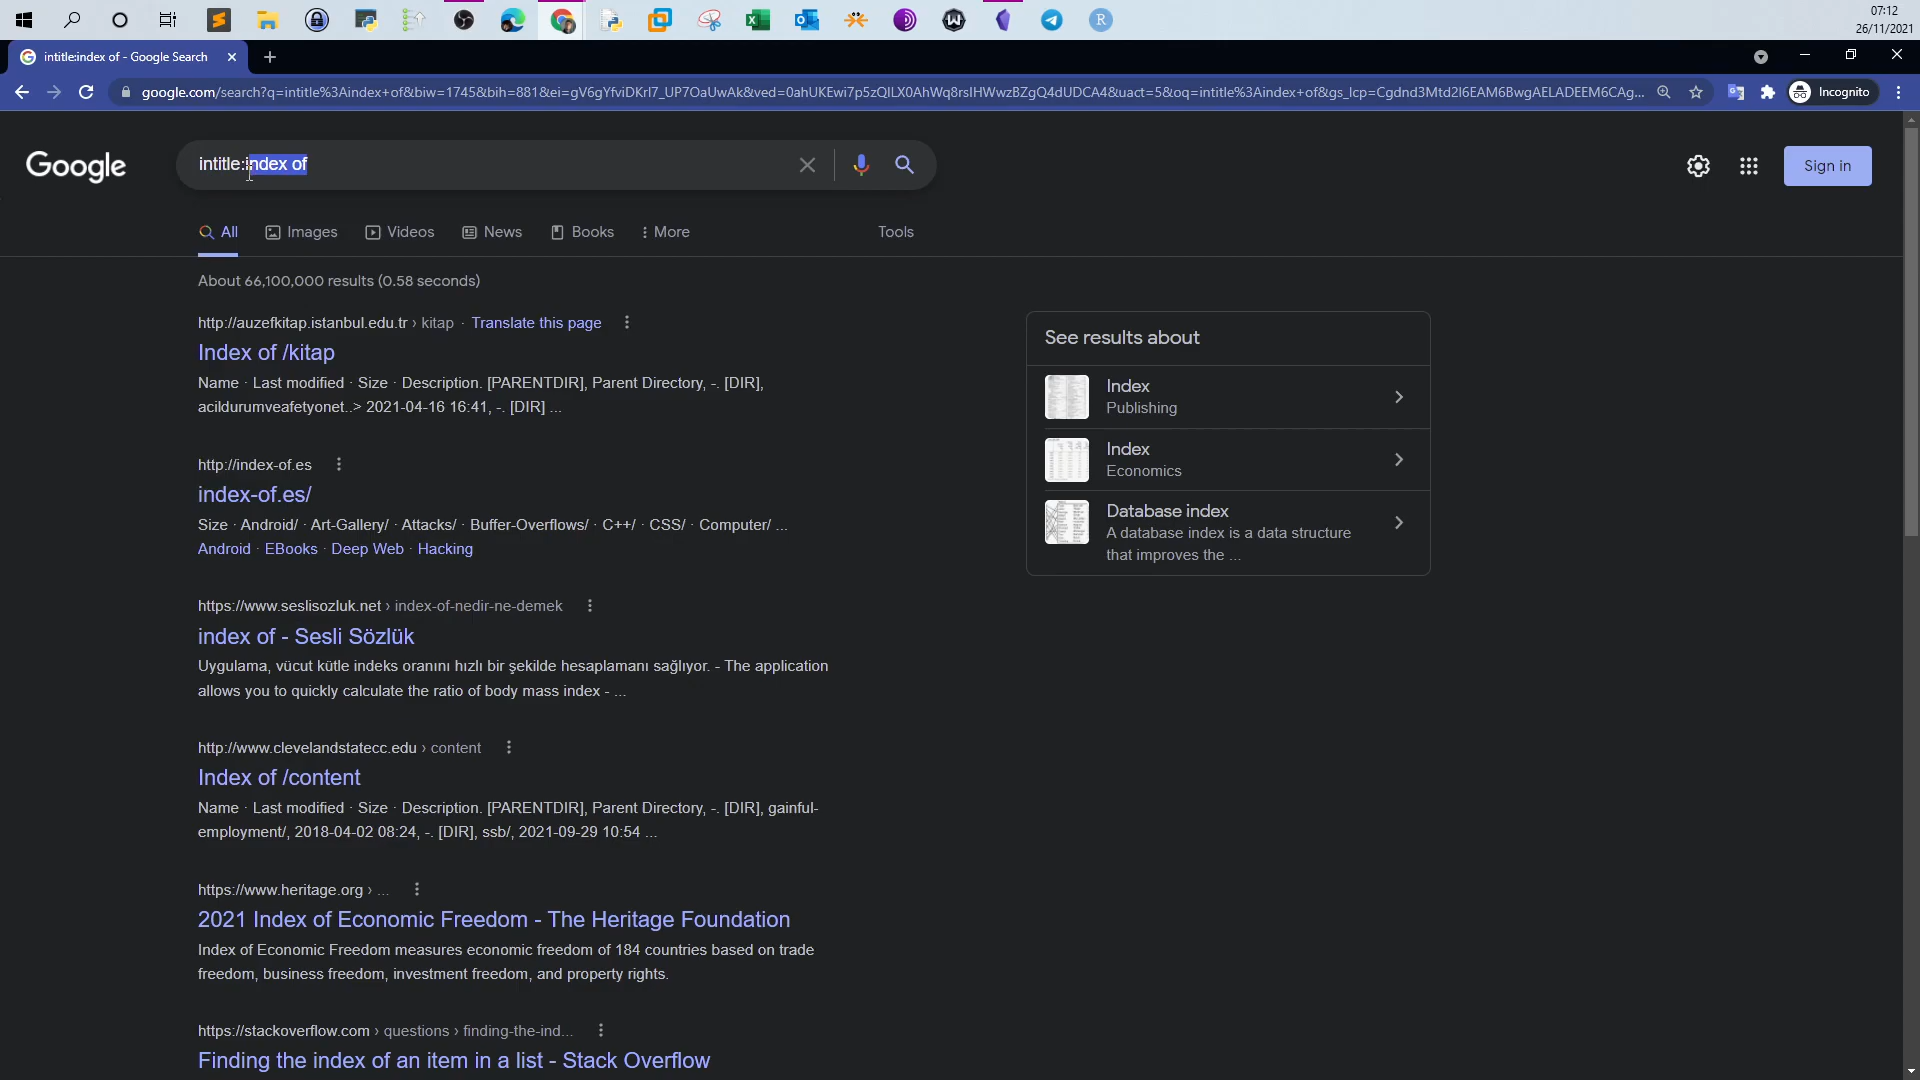 07:12
26/11/2021
intitle:index of - Google Search
google.com/search?q=intitle%3Aindex+of&biw=1745&bih=881&ei=gV6gYfviDKrl7_UP7OaUwAk&ved=0ahUKEwi7p5zQlLX0AhWq8rsIHWwzBZgQ4dUDCA4&uact=5&oq=intitle%3Aindex+of&gs_lcp=Cgdnd3Mtd2l6EAM6BwgAELADEEM6CAg...
Incognito
Google
intitle:index of
Sign in
All Images Videos News Books More Tools
About 66,100,000 results (0.58 seconds)
http://auzefkitap.istanbul.edu.tr › kitap · Translate this page
Index of /kitap
Name · Last modified · Size · Description. [PARENTDIR], Parent Directory, -. [DIR],
acildurumveafetyonet..> 2021-04-16 16:41, -. [DIR] ...
http://index-of.es
index-of.es/
Size · Android/ · Art-Gallery/ · Attacks/ · Buffer-Overflows/ · C++/ · CSS/ · Computer/ ...
Android · EBooks · Deep Web · Hacking
https://www.seslisozluk.net › index-of-nedir-ne-demek
index of - Sesli Sözlük
Uygulama, vücut kütle indeks oranını hızlı bir şekilde hesaplamanı sağlıyor. - The application
allows you to quickly calculate the ratio of body mass index - ...
http://www.clevelandstatecc.edu › content
Index of /content
Name · Last modified · Size · Description. [PARENTDIR], Parent Directory, -. [DIR], gainful-
employment/, 2018-04-02 08:24, -. [DIR], ssb/, 2021-09-29 10:54 ...
https://www.heritage.org › ...
2021 Index of Economic Freedom - The Heritage Foundation
Index of Economic Freedom measures economic freedom of 184 countries based on trade
freedom, business freedom, investment freedom, and property rights.
https://stackoverflow.com › questions › finding-the-ind...
Finding the index of an item in a list - Stack Overflow
See results about
Index
Publishing
Index
Economics
Database index
A database index is a data structure
that improves the ...